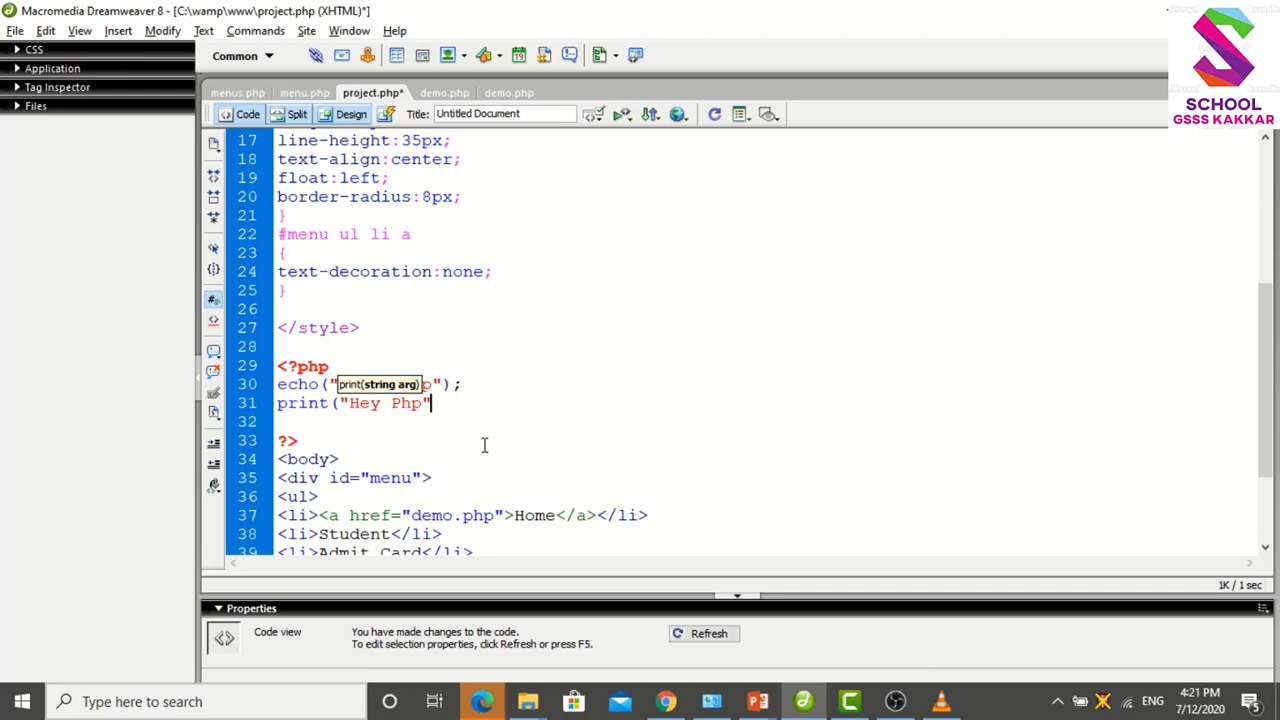 Macromedia Dreamweaver 8 - [C:\wamp\www\project.php (XHTML)*]
File Edit View Insert Modify Text Commands Site Window Help
CSS
Application
Tag Inspector
Files
Common
menus.php menu.php project.php* demo.php demo.php
Code Split Design Title: Untitled Document
17 line-height:35px;
18 text-align:center;
19 float:left;
20 border-radius:8px;
21 }
22 #menu ul li a
23 {
24 text-decoration:none;
25 }
26
27 </style>
28
29 <?php
30 echo(" p");
print(string arg)
31 print("Hey Php"
32
33 ?>
34 <body>
35 <div id="menu">
36 <ul>
37 <li><a href="demo.php">Home</a></li>
38 <li>Student</li>
39 <li>Admit Card</li>
1K / 1 sec
Properties
Code view
You have made changes to the code.
To edit selection properties, click Refresh or press F5.
Refresh
Type here to search
ENG
4:21 PM
7/12/2020
5
SCHOOL
GSSS KAKKAR